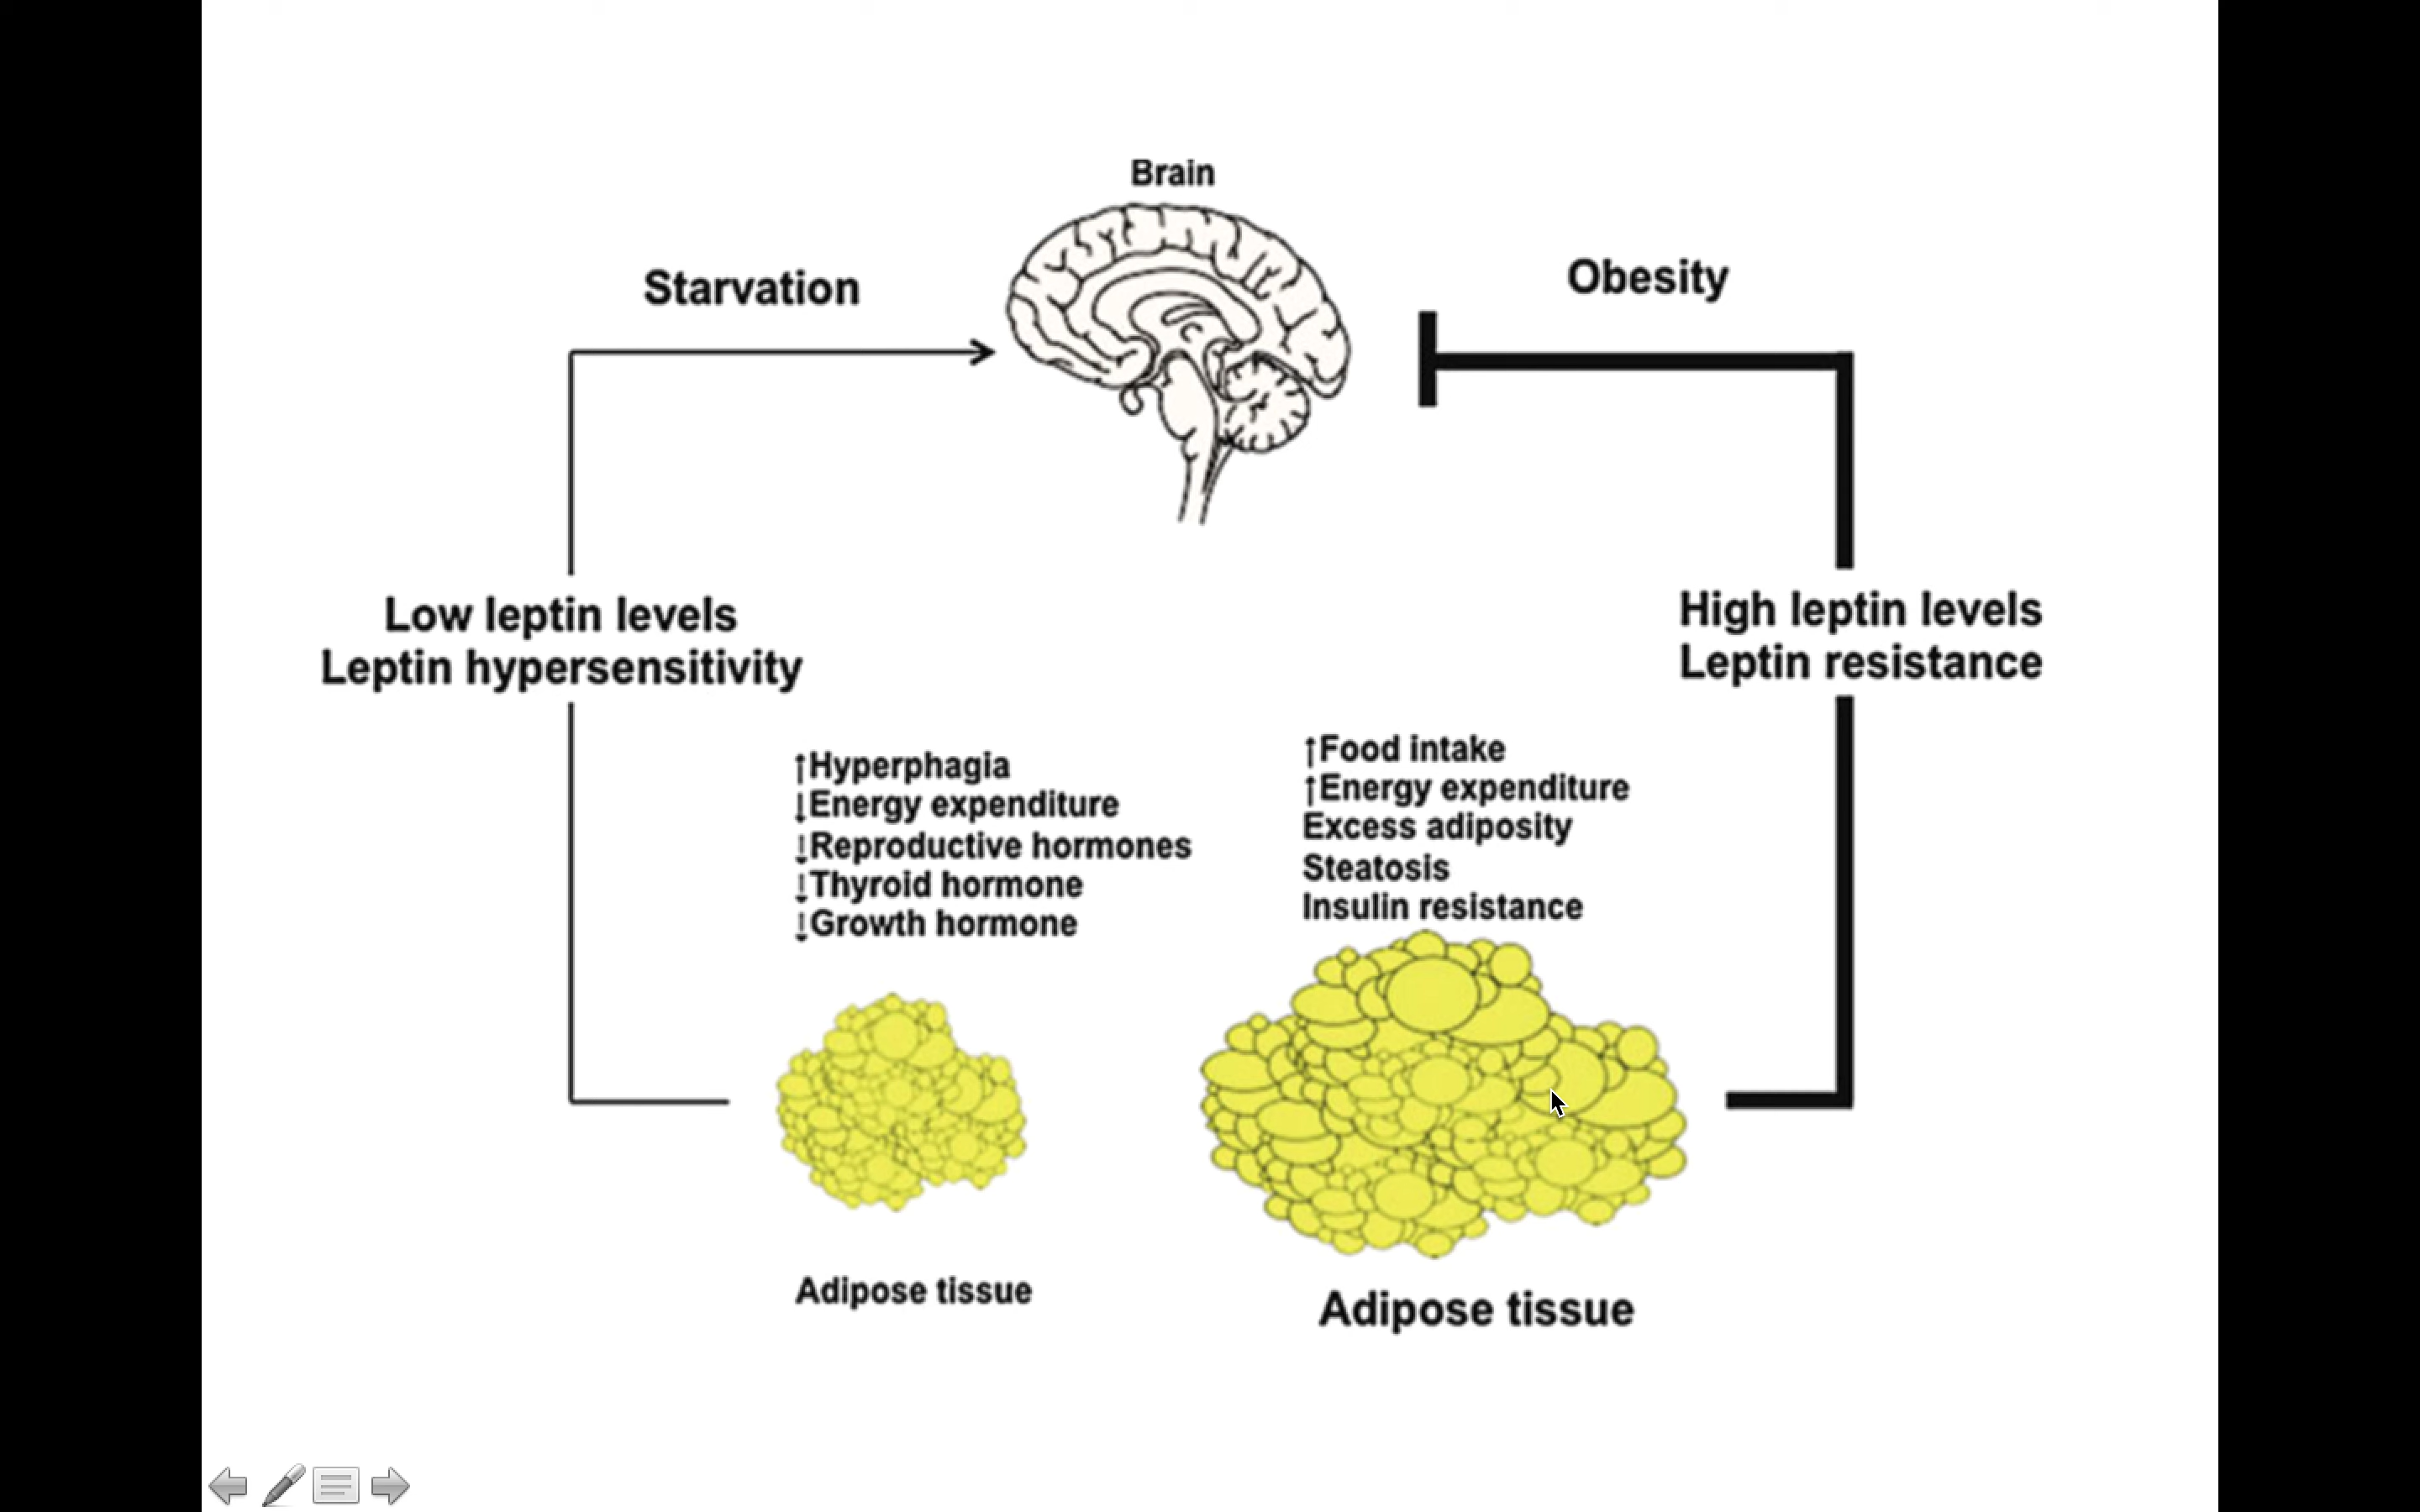 Brain
Starvation
Obesity
Low leptin levels
Leptin hypersensitivity
High leptin levels
Leptin resistance
↑Hyperphagia
↓Energy expenditure
↓Reproductive hormones
↓Thyroid hormone
↓Growth hormone
↑Food intake
↑Energy expenditure
Excess adiposity
Steatosis
Insulin resistance
Adipose tissue
Adipose tissue